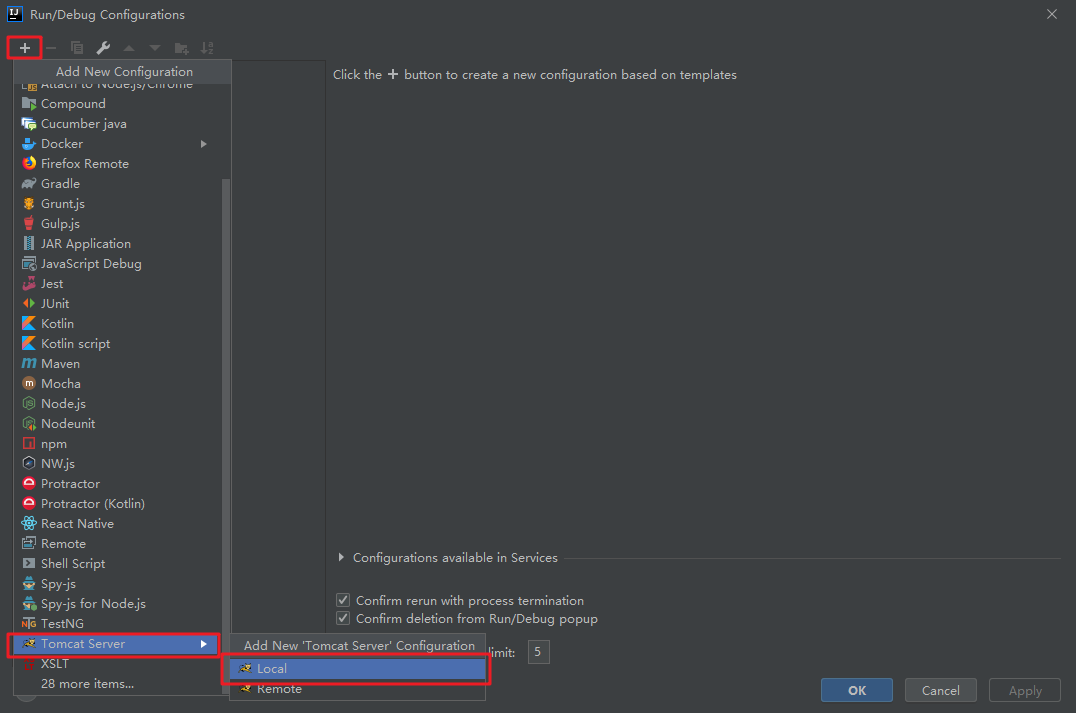 IJ Run/Debug Configurations
Add New Configuration
Attach to Node.js/Chrome
Compound
Cucumber java
Docker
Firefox Remote
Gradle
Grunt.js
Gulp.js
JAR Application
JavaScript Debug
Jest
JUnit
Kotlin
Kotlin script
Maven
Mocha
Node.js
Nodeunit
npm
NW.js
Protractor
Protractor (Kotlin)
React Native
Remote
Shell Script
Spy-js
Spy-js for Node.js
TestNG
Tomcat Server
XSLT
28 more items...
Add New 'Tomcat Server' Configuration
Local
Remote
Click the + button to create a new configuration based on templates
Configurations available in Services
Confirm rerun with process termination
Confirm deletion from Run/Debug popup
limit: 5
OK
Cancel
Apply